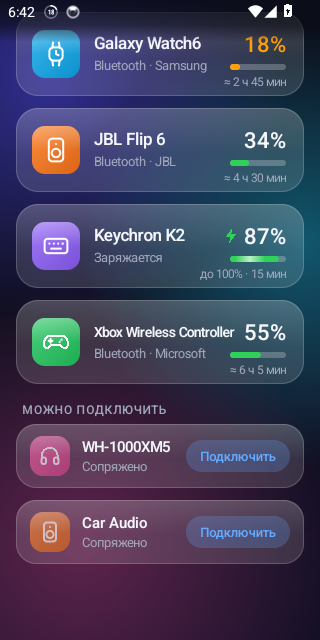 6:42
18
Galaxy Watch6
18%
Bluetooth · Samsung
≈ 2 ч 45 мин
JBL Flip 6
34%
Bluetooth · JBL
≈ 4 ч 30 мин
Keychron K2
87%
Заряжается
до 100% · 15 мин
Xbox Wireless Controller
55%
Bluetooth · Microsoft
≈ 6 ч 5 мин
МОЖНО ПОДКЛЮЧИТЬ
WH-1000XM5
Сопряжено
Подключить
Car Audio
Сопряжено
Подключить